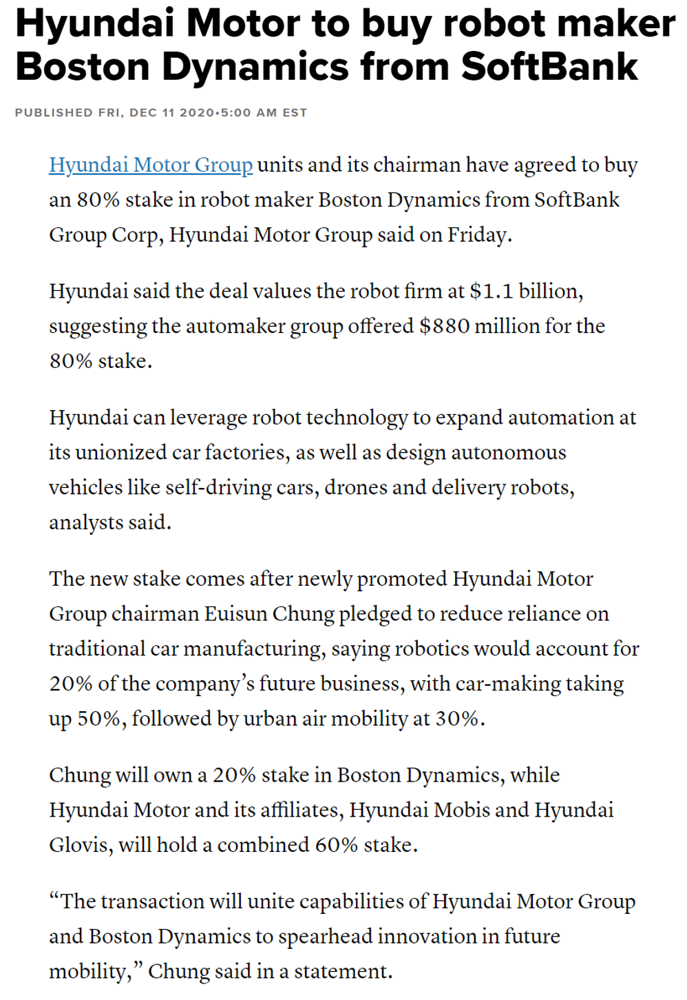 Hyundai Motor to buy robot maker
Boston Dynamics from SoftBank
PUBLISHED FRI, DEC 11 2020•5:00 AM EST
Hyundai Motor Group units and its chairman have agreed to buy
an 80% stake in robot maker Boston Dynamics from SoftBank
Group Corp, Hyundai Motor Group said on Friday.
Hyundai said the deal values the robot firm at $1.1 billion,
suggesting the automaker group offered $880 million for the
80% stake.
Hyundai can leverage robot technology to expand automation at
its unionized car factories, as well as design autonomous
vehicles like self-driving cars, drones and delivery robots,
analysts said.
The new stake comes after newly promoted Hyundai Motor
Group chairman Euisun Chung pledged to reduce reliance on
traditional car manufacturing, saying robotics would account for
20% of the company’s future business, with car-making taking
up 50%, followed by urban air mobility at 30%.
Chung will own a 20% stake in Boston Dynamics, while
Hyundai Motor and its affiliates, Hyundai Mobis and Hyundai
Glovis, will hold a combined 60% stake.
“The transaction will unite capabilities of Hyundai Motor Group
and Boston Dynamics to spearhead innovation in future
mobility,” Chung said in a statement.